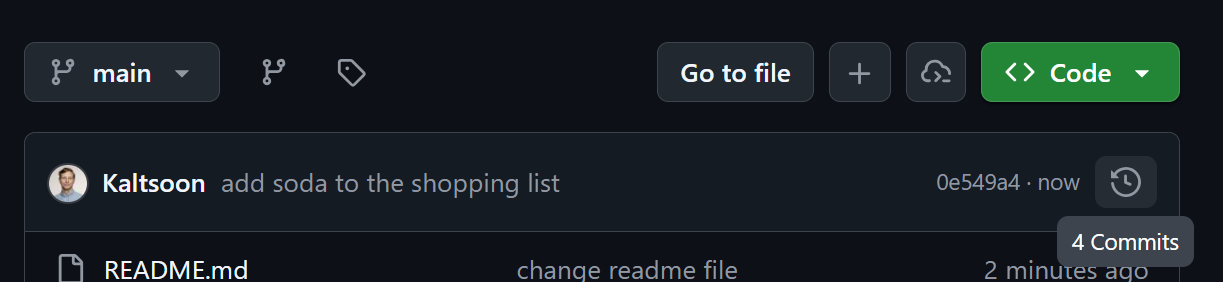 main Go to file Code
Kaltsoon add soda to the shopping list 0e549a4 · now
4 Commits
README.md change readme file 2 minutes ago